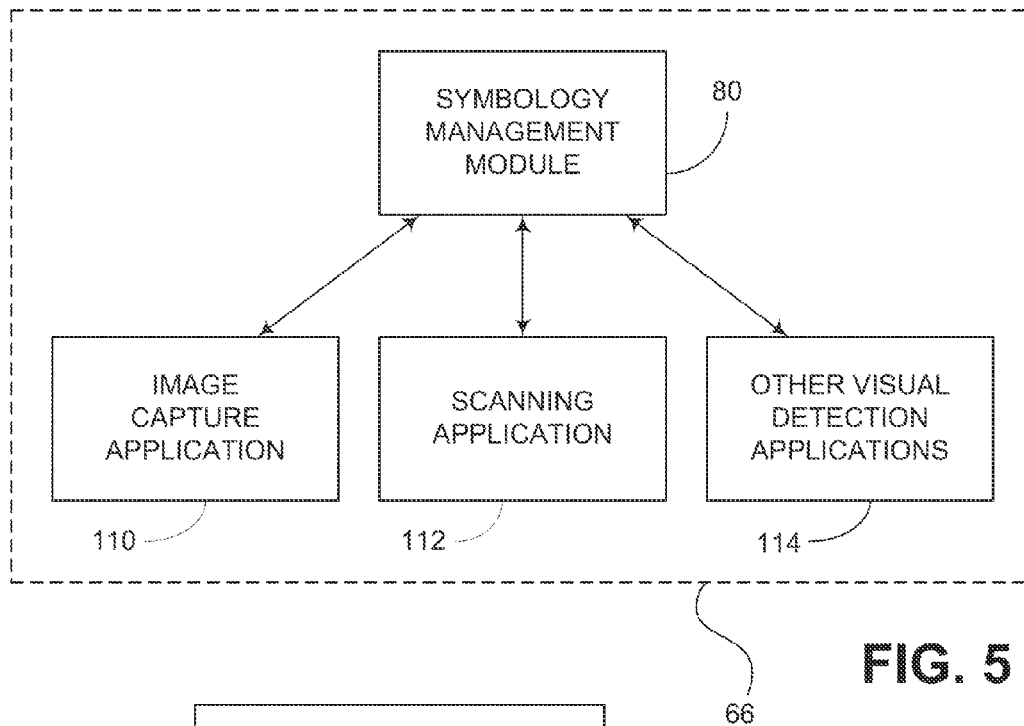 SYMBOLOGY
MANAGEMENT
MODULE
80
IMAGE
CAPTURE
APPLICATION
SCANNING
APPLICATION
OTHER VISUAL
DETECTION
APPLICATIONS
110
112
114
FIG. 5
66